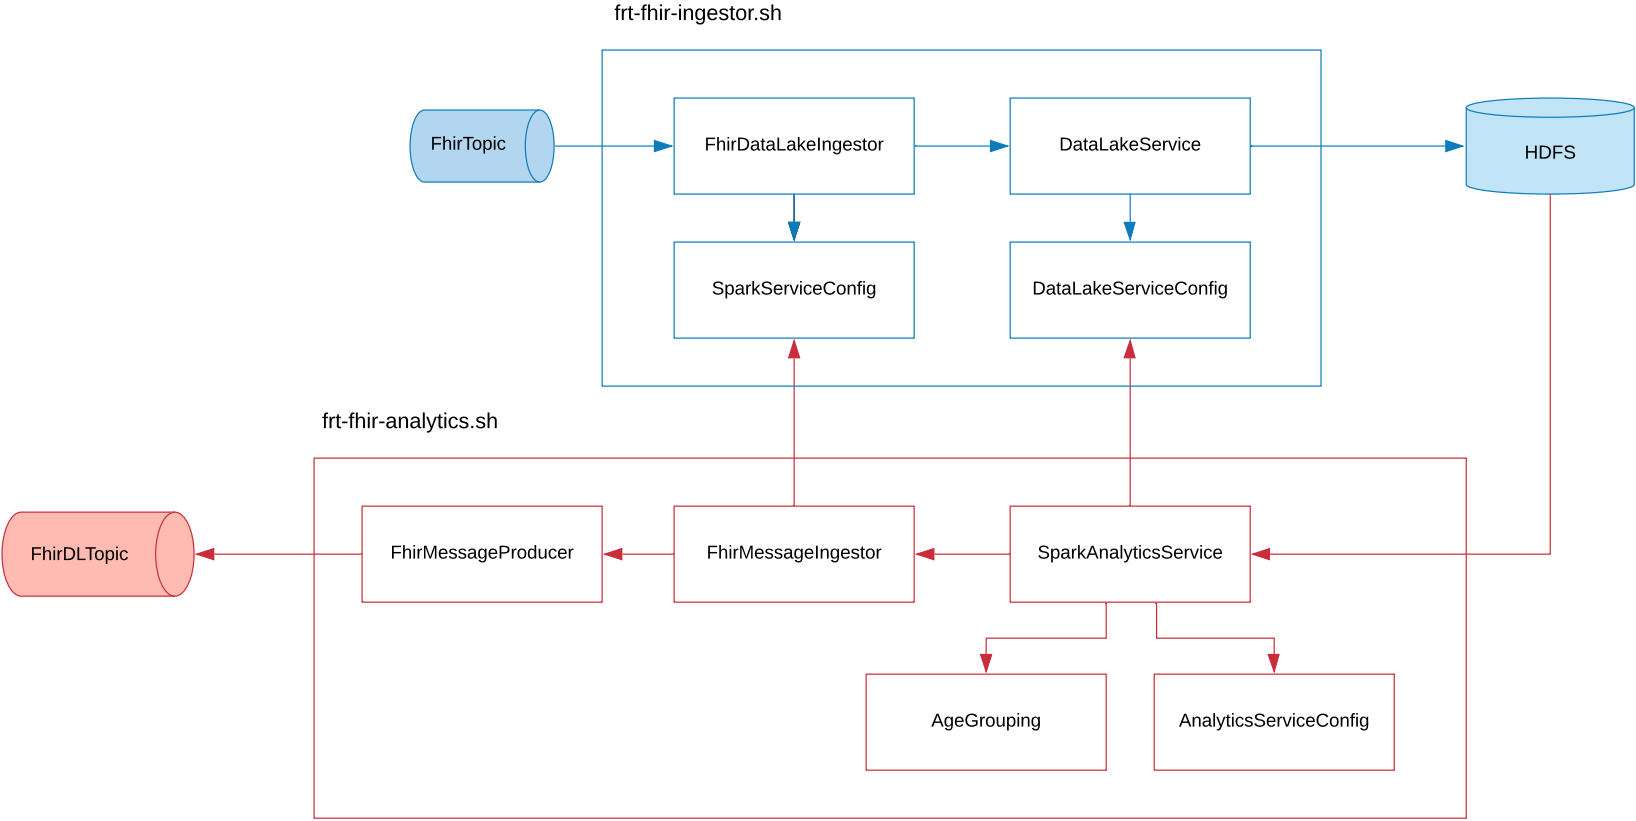 frt-fhir-ingestor.sh
FhirTopic
FhirDataLakeIngestor
DataLakeService
HDFS
SparkServiceConfig
DataLakeServiceConfig
frt-fhir-analytics.sh
FhirDLTopic
FhirMessageProducer
FhirMessageIngestor
SparkAnalyticsService
AgeGrouping
AnalyticsServiceConfig